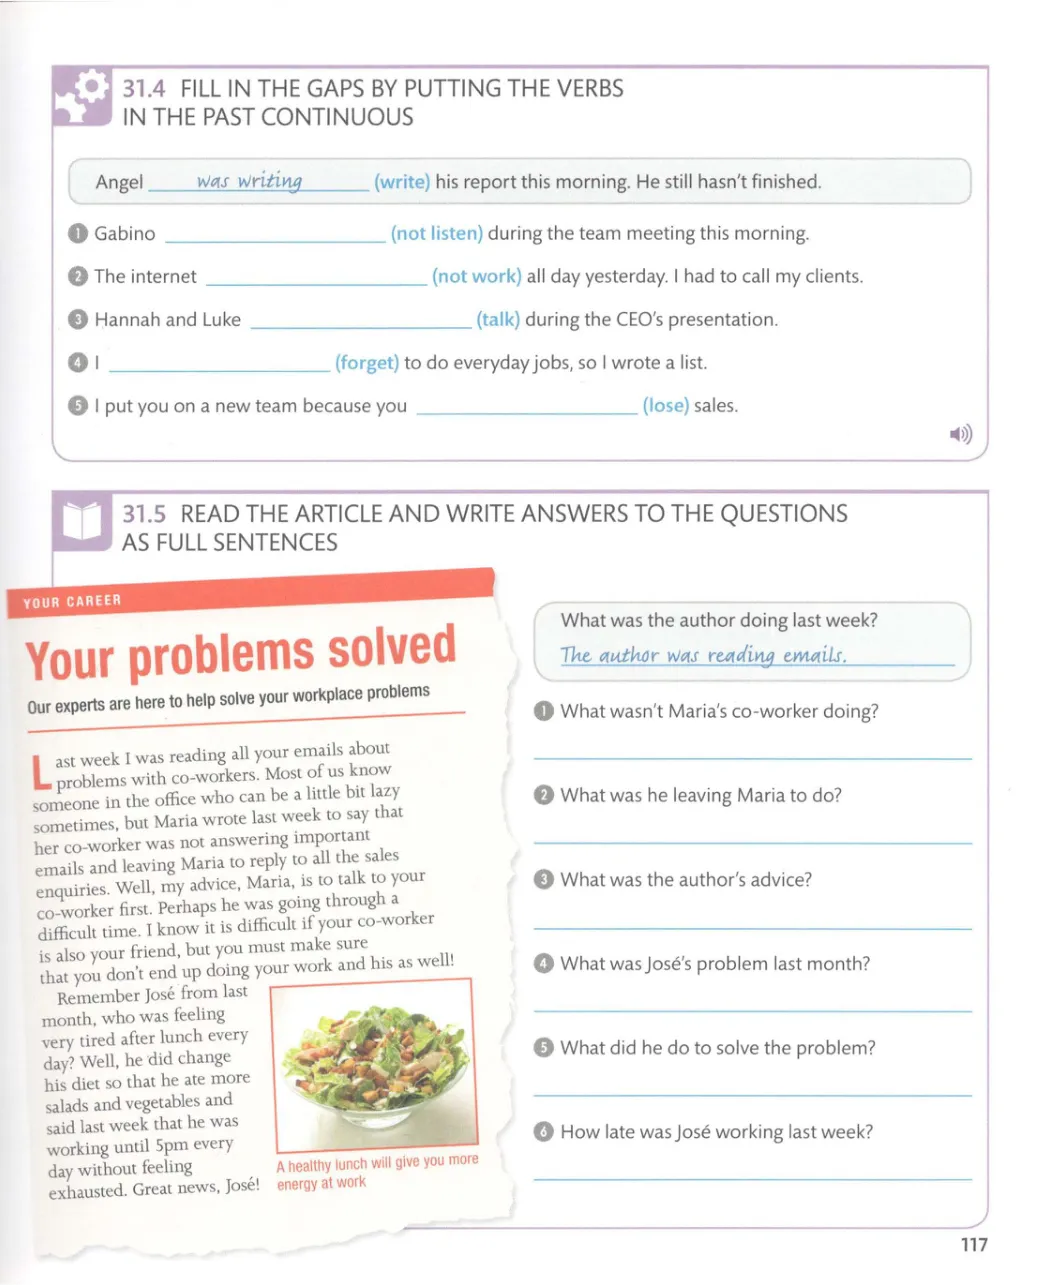 31.4 FILL IN THE GAPS BY PUTTING THE VERBS
IN THE PAST CONTINUOUS
Angel was writing (write) his report this morning. He still hasn't finished.
1 Gabino ____________ (not listen) during the team meeting this morning.
2 The internet ____________ (not work) all day yesterday. I had to call my clients.
3 Hannah and Luke ____________ (talk) during the CEO's presentation.
4 I ____________ (forget) to do everyday jobs, so I wrote a list.
5 I put you on a new team because you ____________ (lose) sales.
31.5 READ THE ARTICLE AND WRITE ANSWERS TO THE QUESTIONS
AS FULL SENTENCES
YOUR CAREER
Your problems solved
Our experts are here to help solve your workplace problems
Last week I was reading all your emails about
problems with co-workers. Most of us know
someone in the office who can be a little bit lazy
sometimes, but Maria wrote last week to say that
her co-worker was not answering important
emails and leaving Maria to reply to all the sales
enquiries. Well, my advice, Maria, is to talk to your
co-worker first. Perhaps he was going through a
difficult time. I know it is difficult if your co-worker
is also your friend, but you must make sure
that you don't end up doing your work and his as well!
Remember José from last
month, who was feeling
very tired after lunch every
day? Well, he did change
his diet so that he ate more
salads and vegetables and
said last week that he was
working until 5pm every
day without feeling
exhausted. Great news, José!
A healthy lunch will give you more
energy at work
What was the author doing last week?
The author was reading emails.
1 What wasn't Maria's co-worker doing?
2 What was he leaving Maria to do?
3 What was the author's advice?
4 What was José's problem last month?
5 What did he do to solve the problem?
6 How late was José working last week?
117